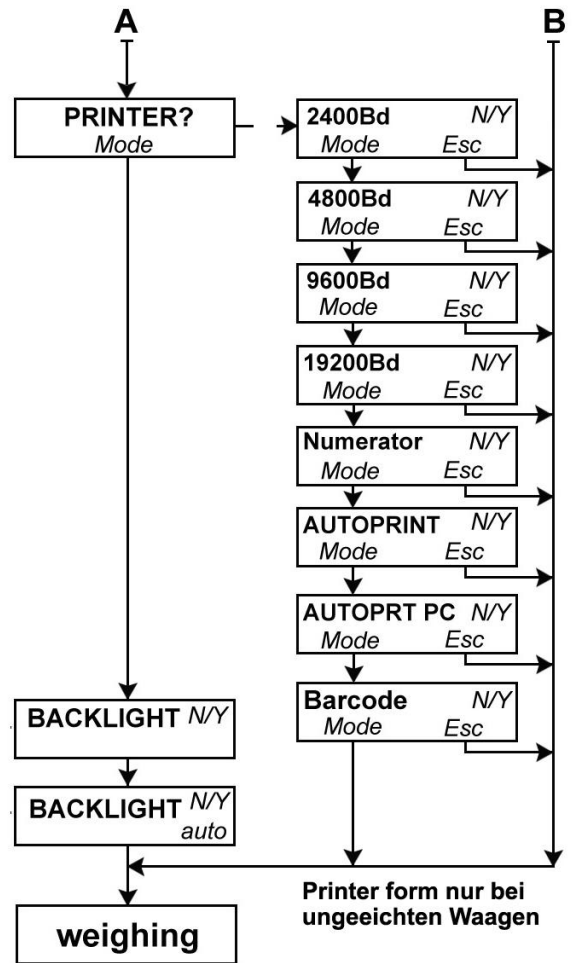 A
B
PRINTER?
Mode
2400Bd N/Y
Mode Esc
4800Bd N/Y
Mode Esc
9600Bd N/Y
Mode Esc
19200Bd N/Y
Mode Esc
Numerator N/Y
Mode Esc
AUTOPRINT N/Y
Mode Esc
AUTOPRT PC N/Y
Mode Esc
Barcode N/Y
Mode Esc
BACKLIGHT N/Y
BACKLIGHT N/Y
auto
Printer form nur bei
ungeeichten Waagen
weighing